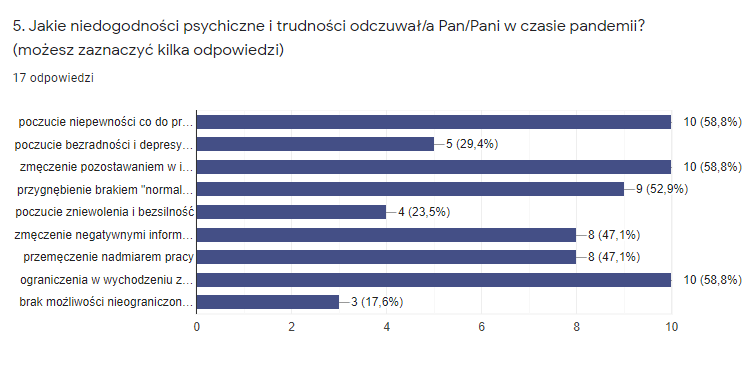 5. Jakie niedogodności psychiczne i trudności odczuwał/a Pan/Pani w czasie pandemii?
(możesz zaznaczyć kilka odpowiedzi)
17 odpowiedzi
poczucie niepewności co do pr... 10 (58,8%)
poczucie bezradności i depresy... 5 (29,4%)
zmęczenie pozostawaniem w i... 10 (58,8%)
przygnębienie brakiem "normal... 9 (52,9%)
poczucie zniewolenia i bezsilność 4 (23,5%)
zmęczenie negatywnymi inform... 8 (47,1%)
przemęczenie nadmiarem pracy 8 (47,1%)
ograniczenia w wychodzeniu z... 10 (58,8%)
brak możliwości nieograniczon... 3 (17,6%)
0 2 4 6 8 10